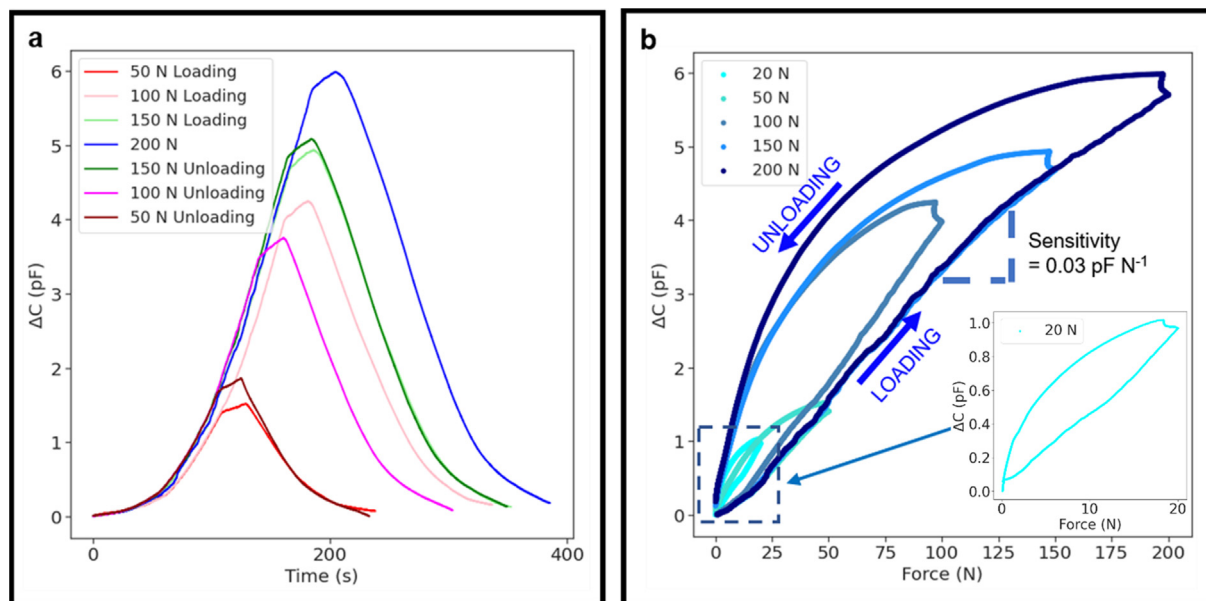 a
6
5
4
3
2
1
0
ΔC (pF)
50 N Loading
100 N Loading
150 N Loading
200 N
150 N Unloading
100 N Unloading
50 N Unloading
0 200 400
Time (s)
b
6
5
4
3
2
1
0
ΔC (pF)
20 N
50 N
100 N
150 N
200 N
UNLOADING
LOADING
Sensitivity
= 0.03 pF N⁻¹
1.0
0.8
0.6
0.4
0.2
0.0
ΔC (pF)
20 N
0 10 20
Force (N)
0 25 50 75 100 125 150 175 200
Force (N)